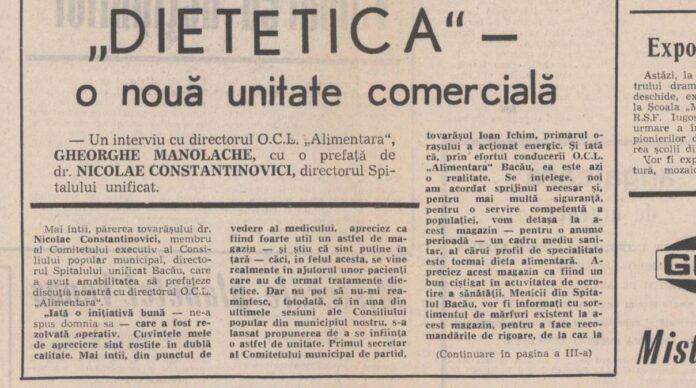 „DIETETICA“ —
o nouă unitate comercială
— Un interviu cu directorul O.C.L. „Alimentara“,
GHEORGHE MANOLACHE, cu o prefață de
dr. NICOLAE CONSTANTINOVICI, directorul Spi-
talului unificat.
Mai întîi, părerea tovarășului dr.
Nicolae Constantinovici, membru
al Comitetului executiv al Consi-
liului popular municipal, direc-
torul Spitalului unificat Bacău, care
a avut amabilitatea să prefațeze
discuția noastră cu directorul O.C.L.
„Alimentara“.
„Iată o inițiativă bună — ne-a
spus domnia sa — care a fost re-
zolvată operativ. Cuvintele mele
de apreciere sînt rostite în dublă
calitate. Mai întîi, din punctul de
vedere al medicului, apreciez ca
fiind foarte util un astfel de ma-
gazin — și știu că sînt puține în
țară — căci, în felul acesta, se vine
realmente în ajutorul unor pacienți
care au de urmat tratamente die-
tetice. Dar nu pot să nu-mi rea-
mintesc, totodată, că în una din
ultimele sesiuni ale Consiliului
popular din municipiul nostru, s-a
lansat propunerea de a se înființa
o astfel de unitate. Primul secretar
al Comitetului municipal de partid,
tovarășul Ioan Ichim, primarul o-
rașului a acționat energic. Și iată
că, prin efortul conducerii O.C.L.
„Alimentara“ Bacău, ea este azi
o realitate. Se înțelege, noi
am acordat sprijinul necesar și,
pentru mai multă siguranță,
pentru o servire competentă a
populației, vom detașa la
acest magazin — pentru o anume
perioadă — un cadru mediu sani-
tar, al cărui profil de specialitate
este tocmai dieta alimentară. A-
preciez acest magazin ca fiind un
bun cîștigat în activitatea de ocro-
tire a sănătății. Medicii din Spita-
lul Bacău, vor fi informați cu sor-
timentul de mărfuri existent la
acest magazin, pentru a face reco-
mandările de rigoare, de la caz la
(Continuare în pagina a III-a)
Expo
Astăzi, la
trului dram
deschide, ex
la Școala „M
R.S.F. Iugos
urmare a în
pionierilor d
rea școlii di
Vor fi exp
tură, mozaic
Mist